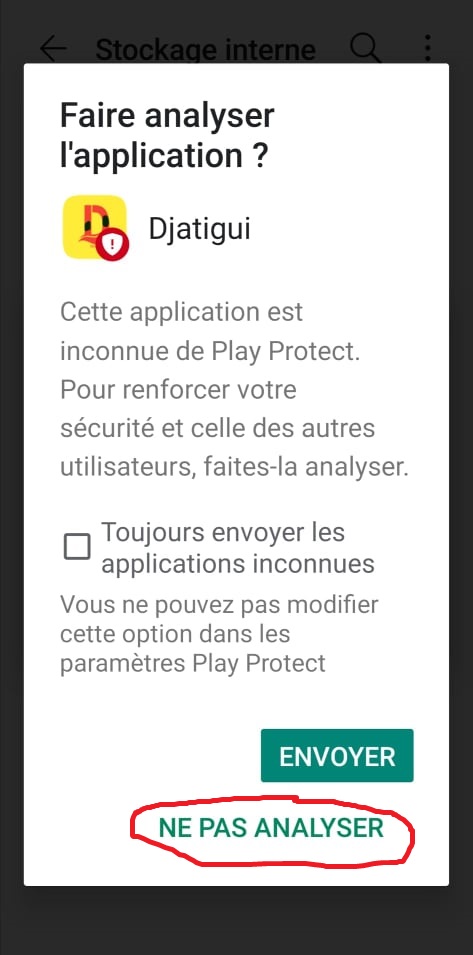 Stockage interne
Faire analyser
l'application ?
Djatigui
Cette application est
inconnue de Play Protect.
Pour renforcer votre
sécurité et celle des autres
utilisateurs, faites-la analyser.
Toujours envoyer les
applications inconnues
Vous ne pouvez pas modifier
cette option dans les
paramètres Play Protect
ENVOYER
NE PAS ANALYSER